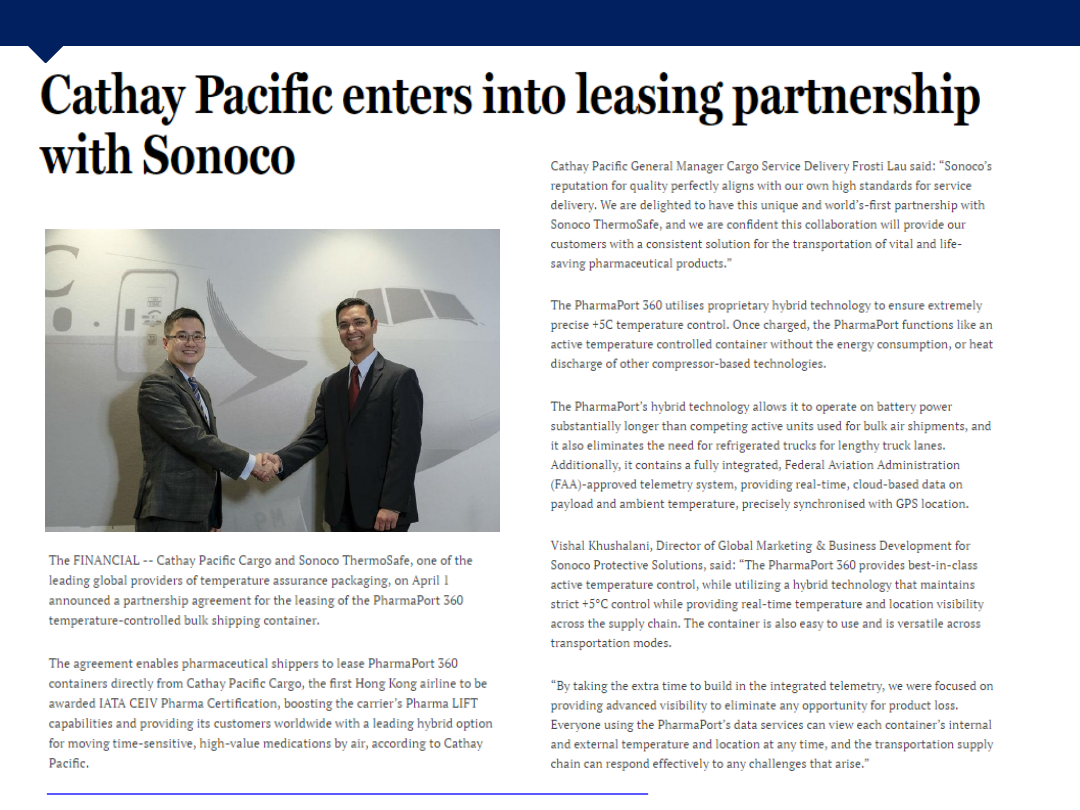 Cathay Pacific enters into leasing partnership
with Sonoco
C
The FINANCIAL -- Cathay Pacific Cargo and Sonoco ThermoSafe, one of the
leading global providers of temperature assurance packaging, on April 1
announced a partnership agreement for the leasing of the PharmaPort 360
temperature-controlled bulk shipping container.
The agreement enables pharmaceutical shippers to lease PharmaPort 360
containers directly from Cathay Pacific Cargo, the first Hong Kong airline to be
awarded IATA CEIV Pharma Certification, boosting the carrier's Pharma LIFT
capabilities and providing its customers worldwide with a leading hybrid option
for moving time-sensitive, high-value medications by air, according to Cathay
Pacific.
Cathay Pacific General Manager Cargo Service Delivery Frosti Lau said: “Sonoco's
reputation for quality perfectly aligns with our own high standards for service
delivery. We are delighted to have this unique and world's-first partnership with
Sonoco ThermoSafe, and we are confident this collaboration will provide our
customers with a consistent solution for the transportation of vital and life-
saving pharmaceutical products.”
The PharmaPort 360 utilises proprietary hybrid technology to ensure extremely
precise +5C temperature control. Once charged, the PharmaPort functions like an
active temperature controlled container without the energy consumption, or heat
discharge of other compressor-based technologies.
The PharmaPort's hybrid technology allows it to operate on battery power
substantially longer than competing active units used for bulk air shipments, and
it also eliminates the need for refrigerated trucks for lengthy truck lanes.
Additionally, it contains a fully integrated, Federal Aviation Administration
(FAA)-approved telemetry system, providing real-time, cloud-based data on
payload and ambient temperature, precisely synchronised with GPS location.
Vishal Khushalani, Director of Global Marketing & Business Development for
Sonoco Protective Solutions, said: “The PharmaPort 360 provides best-in-class
active temperature control, while utilizing a hybrid technology that maintains
strict +5°C control while providing real-time temperature and location visibility
across the supply chain. The container is also easy to use and is versatile across
transportation modes.
“By taking the extra time to build in the integrated telemetry, we were focused on
providing advanced visibility to eliminate any opportunity for product loss.
Everyone using the PharmaPort's data services can view each container's internal
and external temperature and location at any time, and the transportation supply
chain can respond effectively to any challenges that arise.”